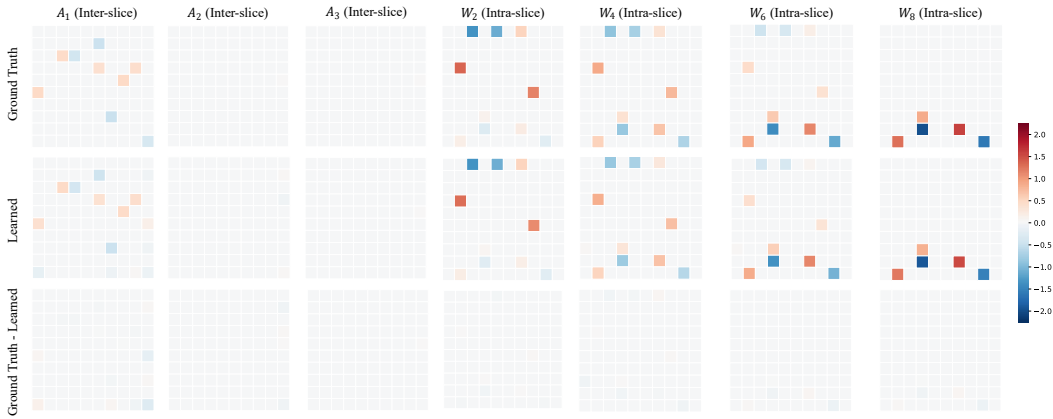 A₁ (Inter-slice) A₂ (Inter-slice) A₃ (Inter-slice) W₂ (Intra-slice) W₄ (Intra-slice) W₆ (Intra-slice) W₈ (Intra-slice)
Ground Truth
Learned
Ground Truth - Learned
2.0
1.5
1.0
0.5
0.0
−0.5
−1.0
−1.5
−2.0